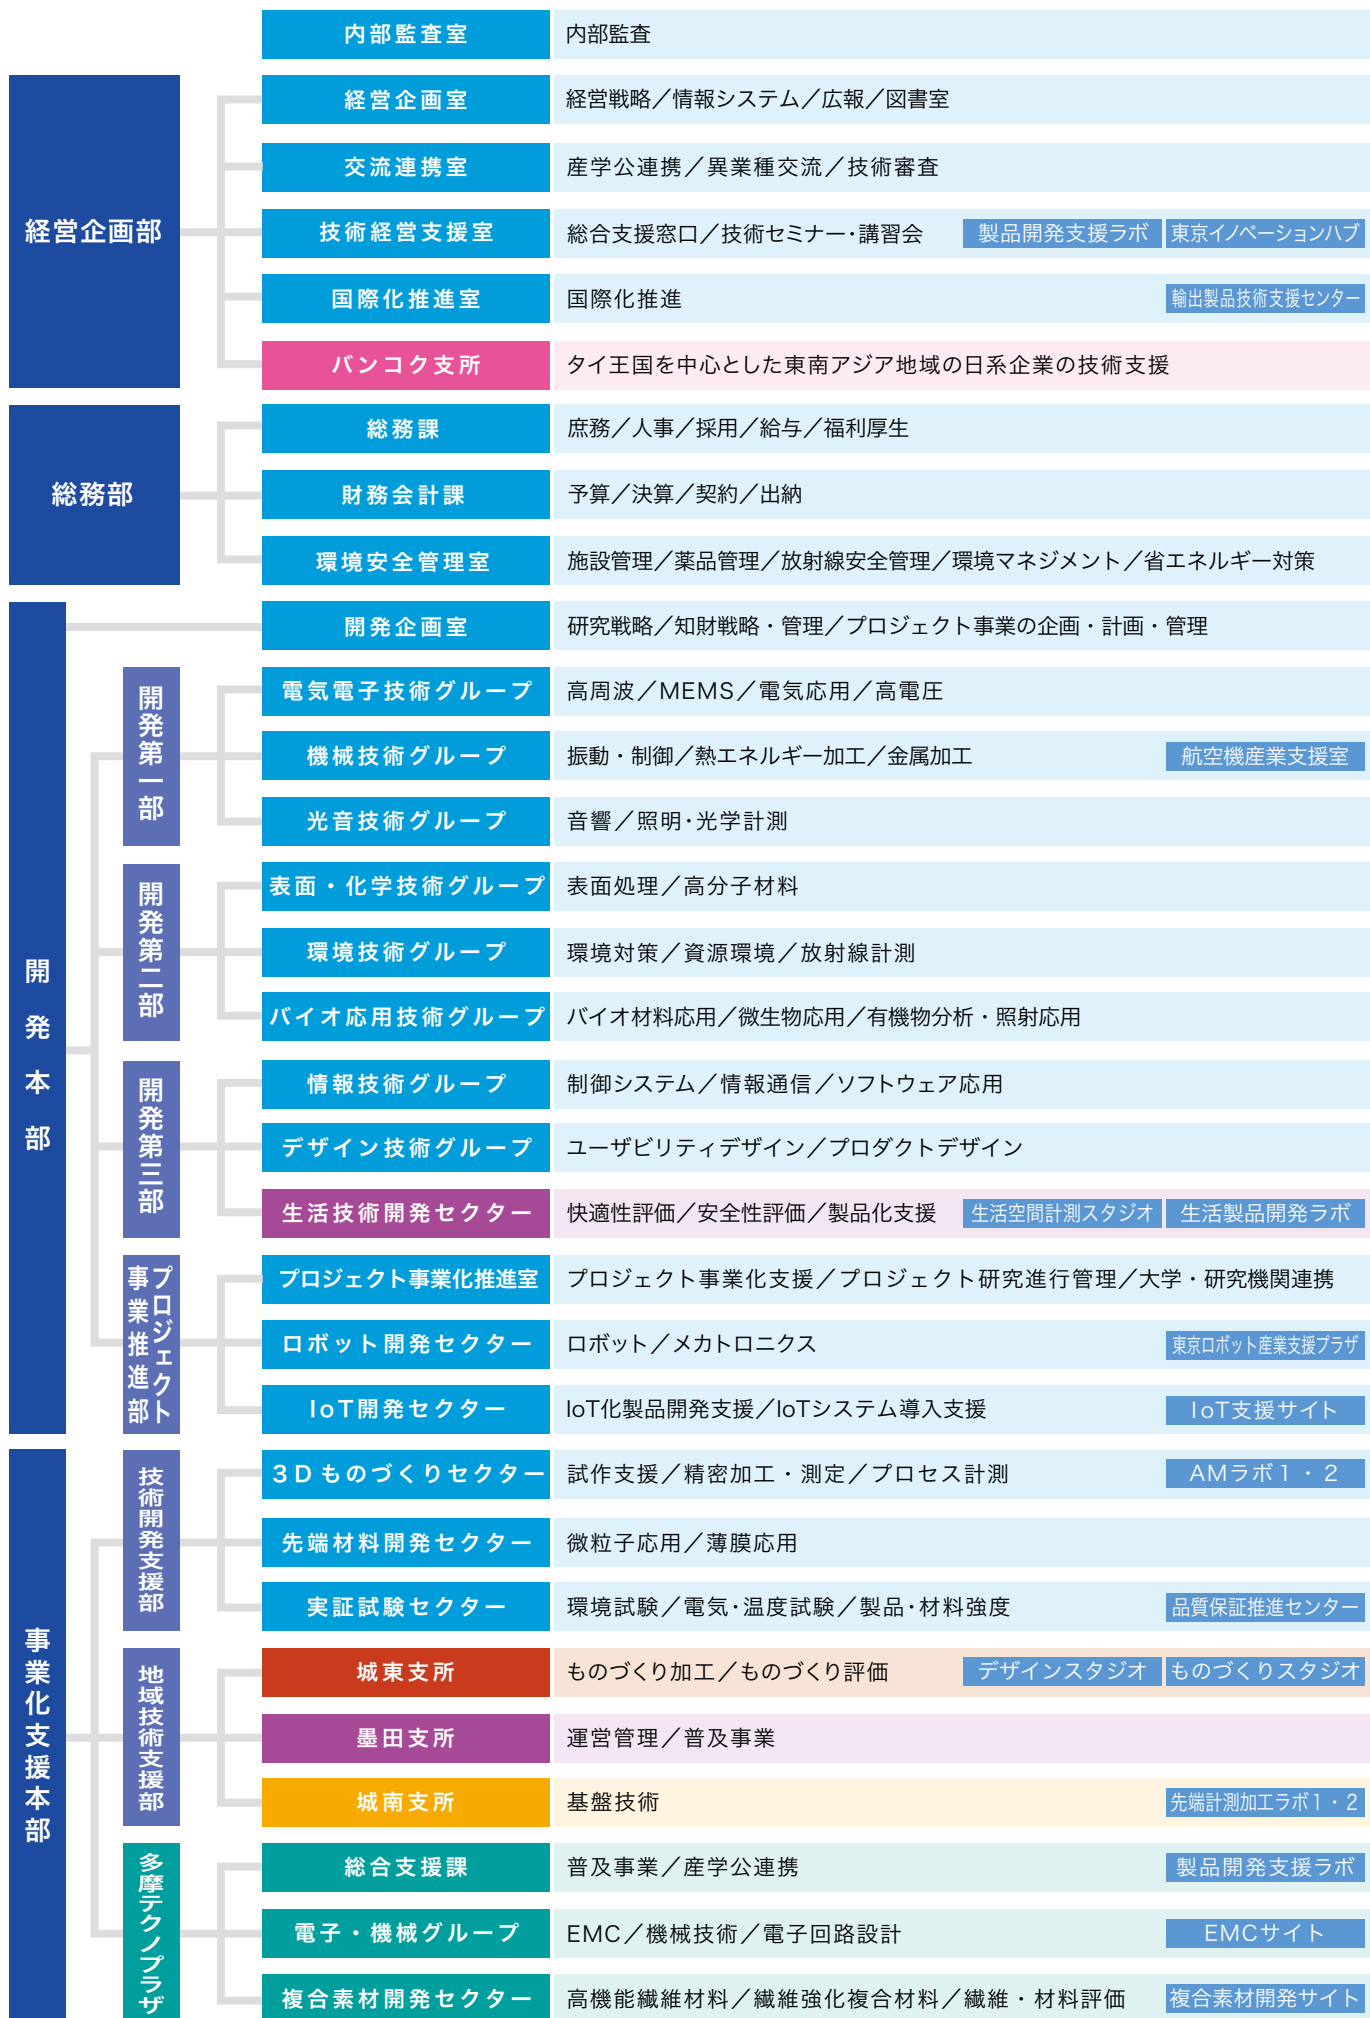 内部監査室 内部監査
経営企画部
経営企画室 経営戦略／情報システム／広報／図書室
交流連携室 産学公連携／異業種交流／技術審査
技術経営支援室 総合支援窓口／技術セミナー・講習会 製品開発支援ラボ 東京イノベーションハブ
国際化推進室 国際化推進 輸出製品技術支援センター
バンコク支所 タイ王国を中心とした東南アジア地域の日系企業の技術支援
総務部
総務課 庶務／人事／採用／給与／福利厚生
財務会計課 予算／決算／契約／出納
環境安全管理室 施設管理／薬品管理／放射線安全管理／環境マネジメント／省エネルギー対策
開発本部
開発企画室 研究戦略／知財戦略・管理／プロジェクト事業の企画・計画・管理
開発第一部
電気電子技術グループ 高周波／MEMS／電気応用／高電圧
機械技術グループ 振動・制御／熱エネルギー加工／金属加工 航空機産業支援室
光音技術グループ 音響／照明・光学計測
開発第二部
表面・化学技術グループ 表面処理／高分子材料
環境技術グループ 環境対策／資源環境／放射線計測
バイオ応用技術グループ バイオ材料応用／微生物応用／有機物分析・照射応用
開発第三部
情報技術グループ 制御システム／情報通信／ソフトウェア応用
デザイン技術グループ ユーザビリティデザイン／プロダクトデザイン
生活技術開発セクター 快適性評価／安全性評価／製品化支援 生活空間計測スタジオ 生活製品開発ラボ
プロジェクト
事業推進部
プロジェクト事業化推進室 プロジェクト事業化支援／プロジェクト研究進行管理／大学・研究機関連携
ロボット開発セクター ロボット／メカトロニクス 東京ロボット産業支援プラザ
IoT開発セクター IoT化製品開発支援／IoTシステム導入支援 IoT支援サイト
事業化支援本部
技術開発支援部
３Ｄものづくりセクター 試作支援／精密加工・測定／プロセス計測 AMラボ１・２
先端材料開発セクター 微粒子応用／薄膜応用
実証試験セクター 環境試験／電気・温度試験／製品・材料強度 品質保証推進センター
地域技術支援部
城東支所 ものづくり加工／ものづくり評価 デザインスタジオ ものづくりスタジオ
墨田支所 運営管理／普及事業
城南支所 基盤技術 先端計測加工ラボ１・２
多摩テクノプラザ
総合支援課 普及事業／産学公連携 製品開発支援ラボ
電子・機械グループ EMC／機械技術／電子回路設計 EMCサイト
複合素材開発セクター 高機能繊維材料／繊維強化複合材料／繊維・材料評価 複合素材開発サイト